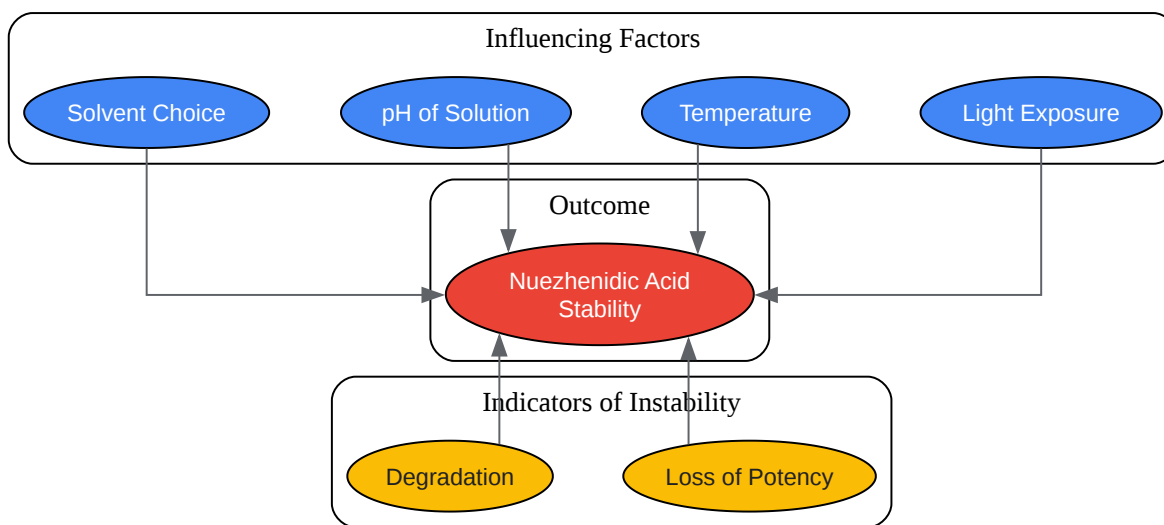 Influencing Factors
Solvent Choice
pH of Solution
Temperature
Light Exposure
Outcome
Nuezhenidic Acid
Stability
Indicators of Instability
Degradation
Loss of Potency